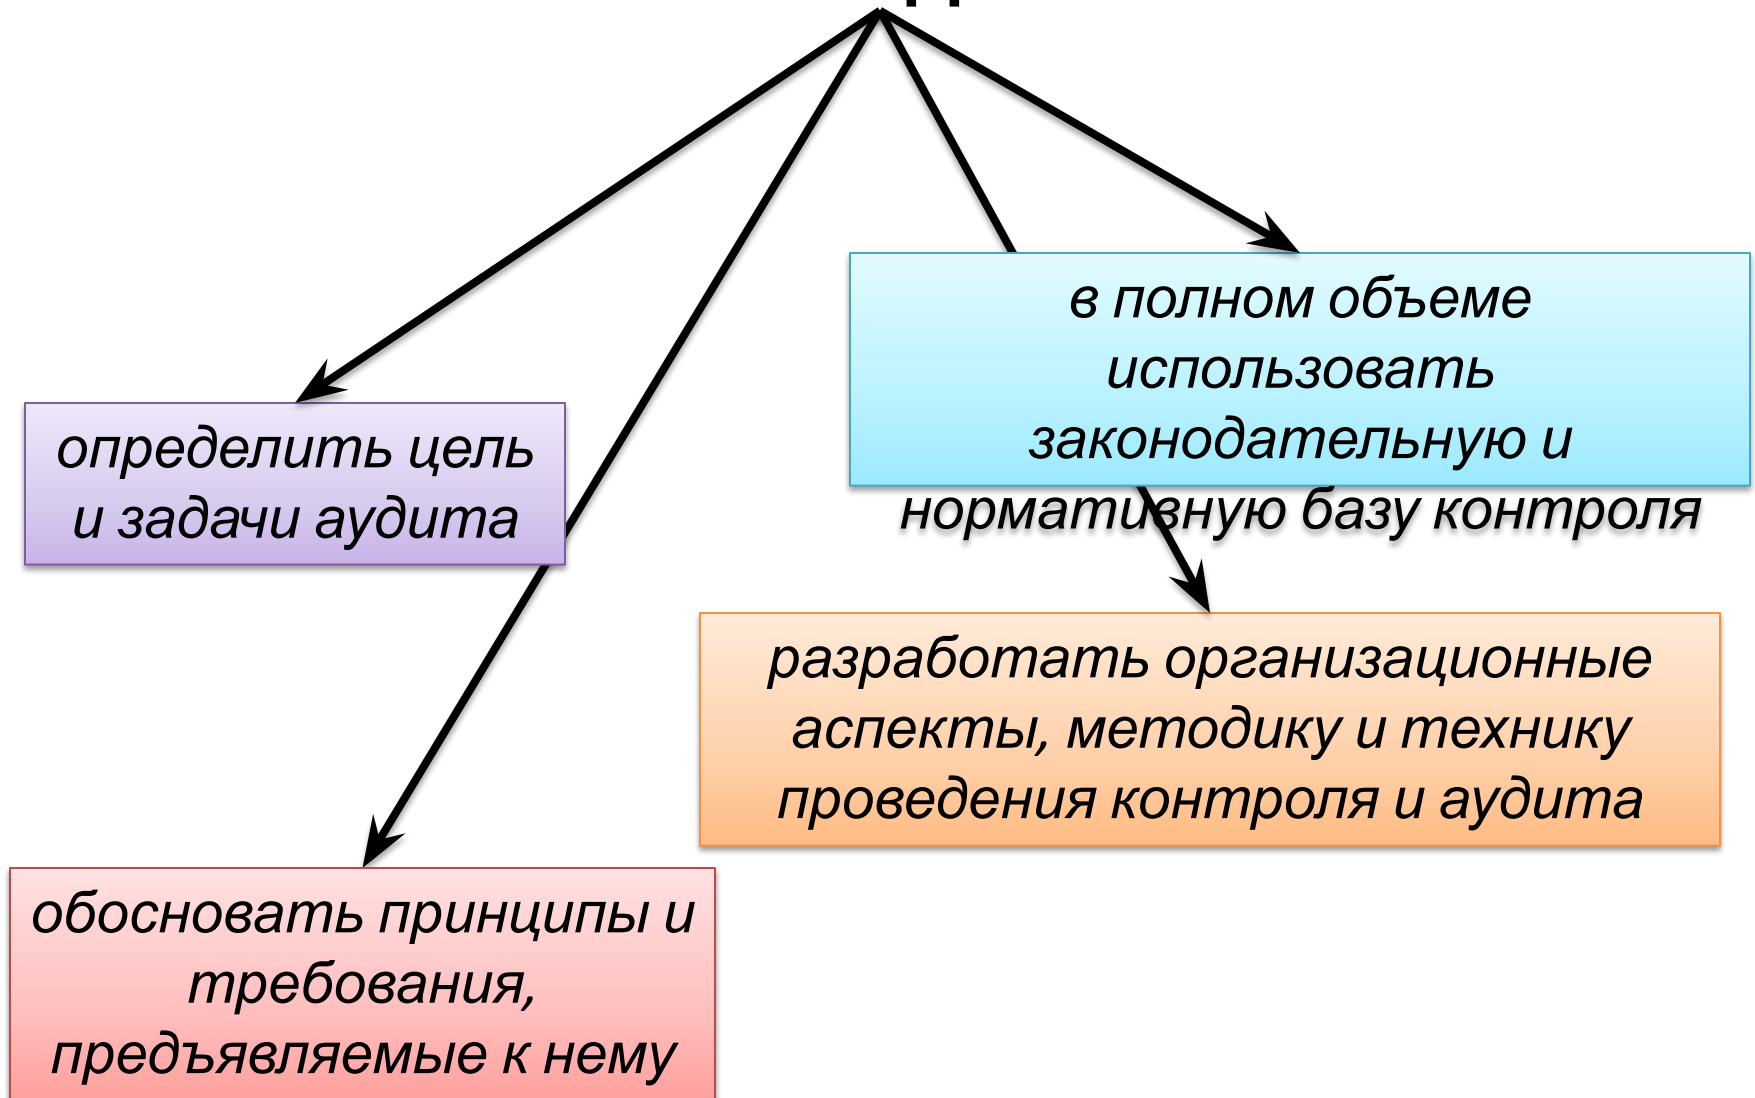 определить цель
и задачи аудита
в полном объеме
использовать
законодательную и
нормативную базу контроля
разработать организационные
аспекты, методику и технику
проведения контроля и аудита
обосновать принципы и
требования,
предъявляемые к нему